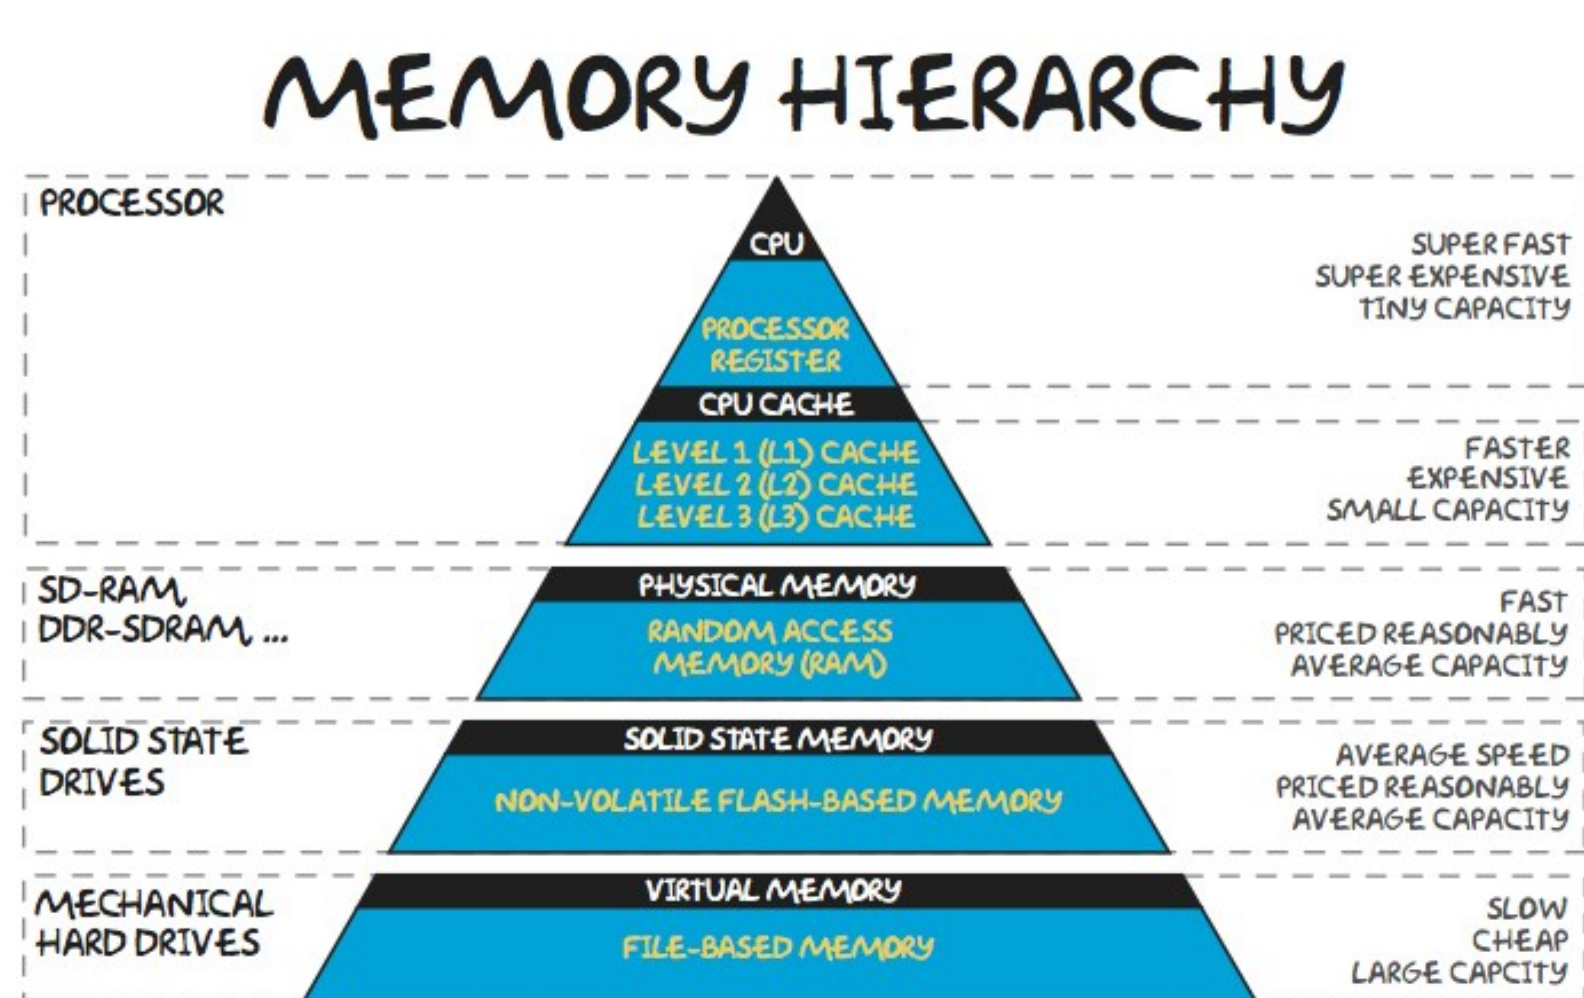 MEMORY HIERARCHY
PROCESSOR
CPU
SUPER FAST
SUPER EXPENSIVE
TINY CAPACITY
PROCESSOR
REGISTER
CPU CACHE
LEVEL 1 (L1) CACHE
LEVEL 2 (L2) CACHE
LEVEL 3 (L3) CACHE
FASTER
EXPENSIVE
SMALL CAPACITY
SD-RAM,
DDR-SDRAM, ...
PHYSICAL MEMORY
RANDOM ACCESS
MEMORY (RAM)
FAST
PRICED REASONABLY
AVERAGE CAPACITY
SOLID STATE
DRIVES
SOLID STATE MEMORY
NON-VOLATILE FLASH-BASED MEMORY
AVERAGE SPEED
PRICED REASONABLY
AVERAGE CAPACITY
MECHANICAL
HARD DRIVES
VIRTUAL MEMORY
FILE-BASED MEMORY
SLOW
CHEAP
LARGE CAPCITY